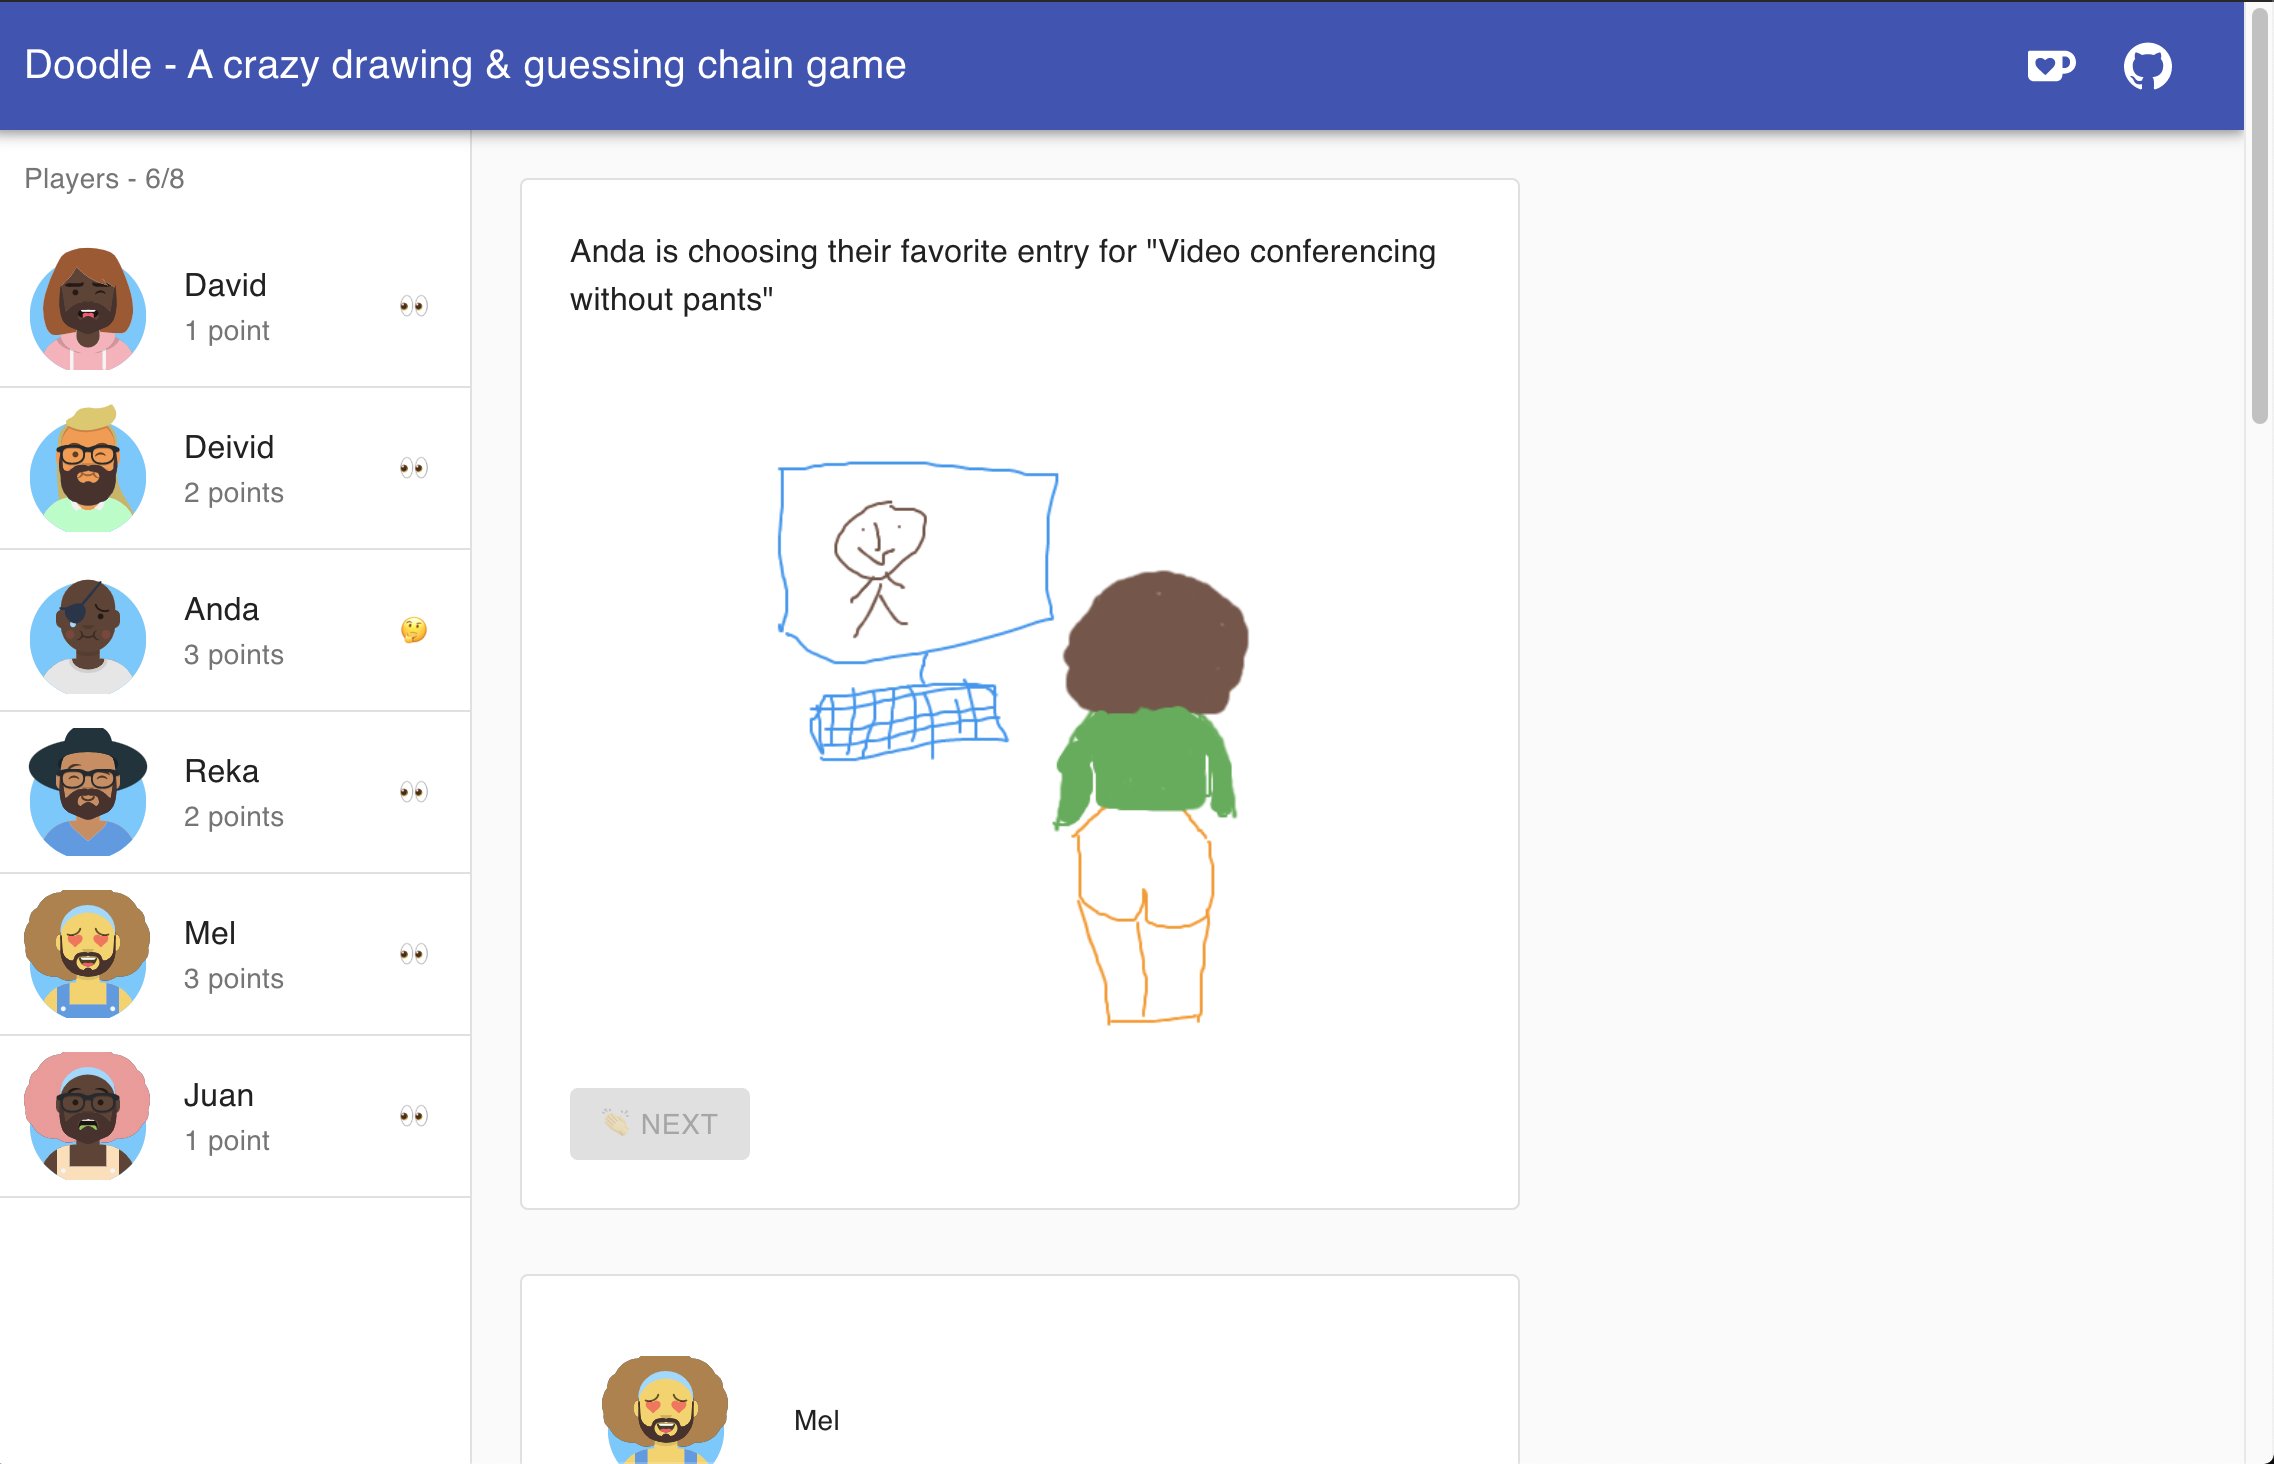 Doodle - A crazy drawing & guessing chain game
Players - 6/8
David
1 point
Deivid
2 points
Anda
3 points
Reka
2 points
Mel
3 points
Juan
1 point
Anda is choosing their favorite entry for "Video conferencing
without pants"
NEXT
Mel